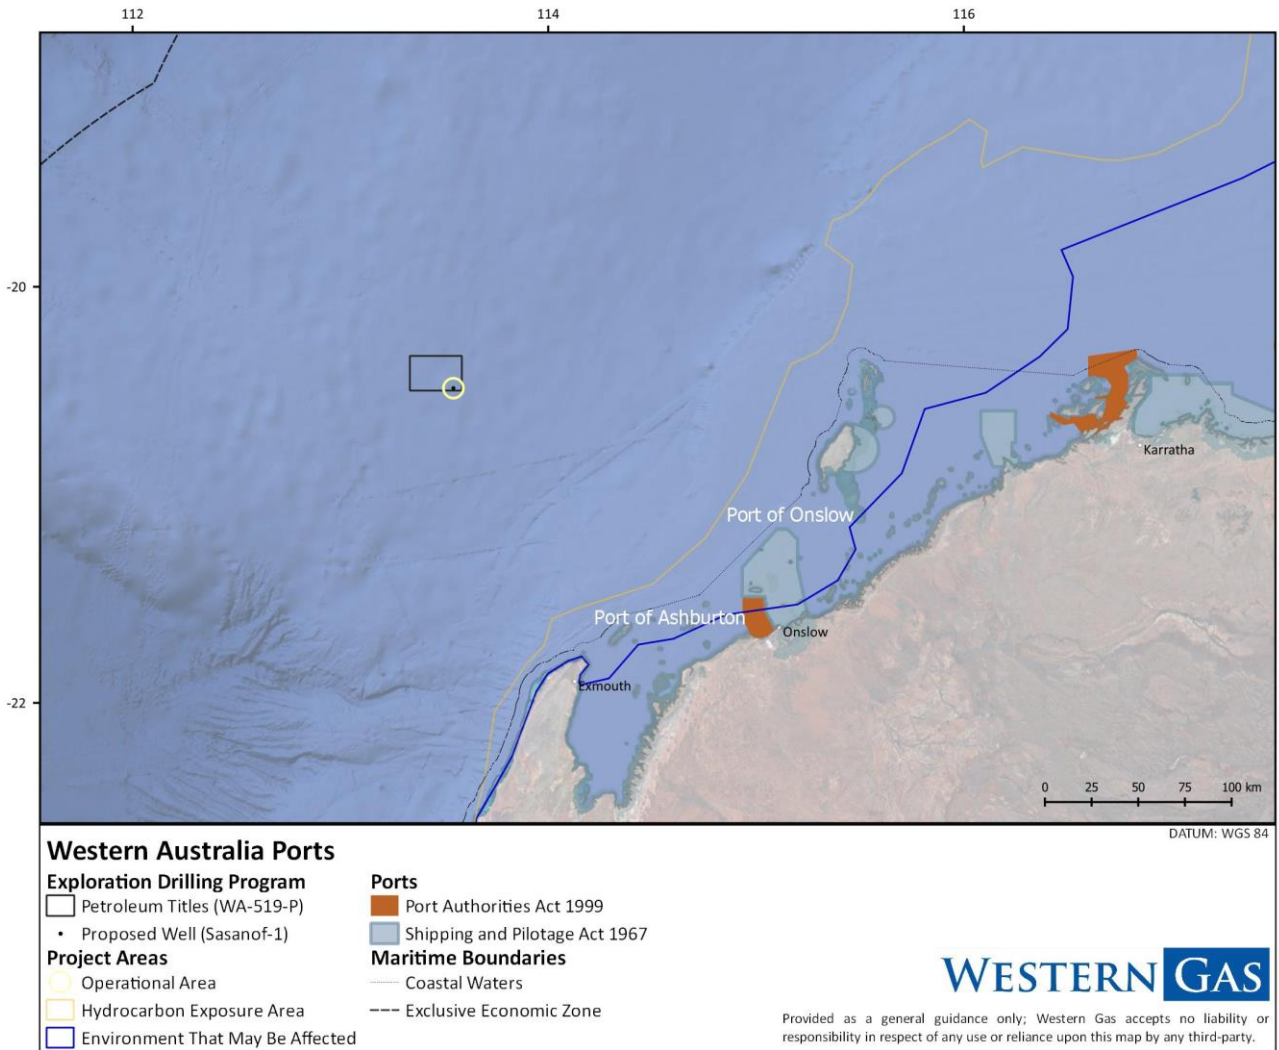 112
114
116
-20
Karratha
Port of Onslow
Port of Ashburton
Onslow
Exmouth
-22
0 25 50 75 100 km
DATUM: WGS 84
Western Australia Ports
Exploration Drilling Program
Petroleum Titles (WA-519-P)
Proposed Well (Sasanof-1)
Project Areas
Operational Area
Hydrocarbon Exposure Area
Environment That May Be Affected
Ports
Port Authorities Act 1999
Shipping and Pilotage Act 1967
Maritime Boundaries
Coastal Waters
Exclusive Economic Zone
WESTERN GAS
Provided as a general guidance only; Western Gas accepts no liability or
responsibility in respect of any use or reliance upon this map by any third-party.